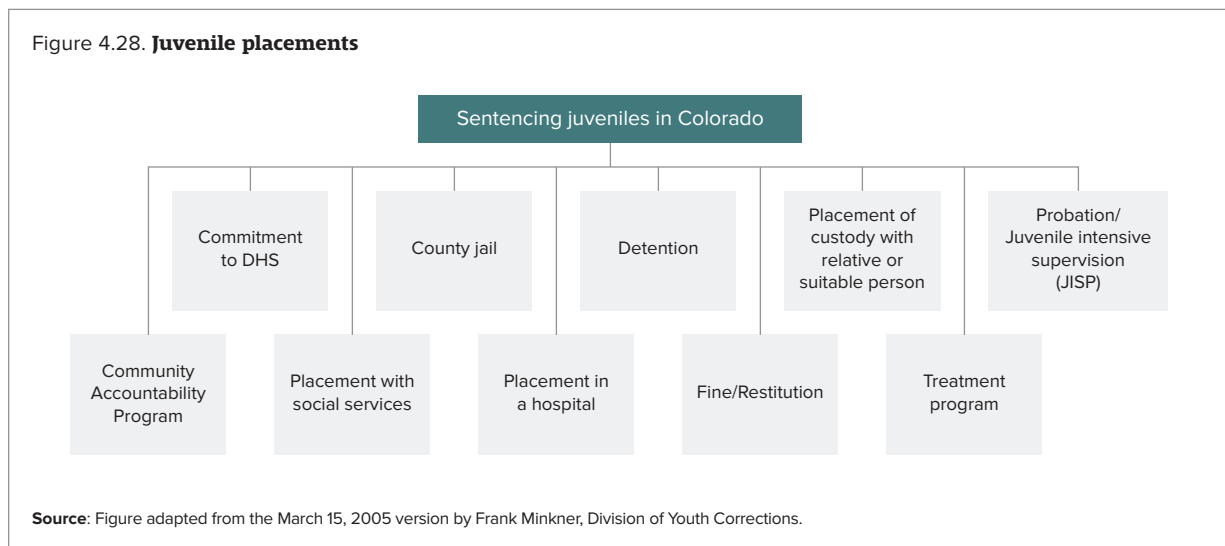 Figure 4.28. Juvenile placements
Sentencing juveniles in Colorado
Commitment
to DHS
County jail
Detention
Placement of
custody with
relative or
suitable person
Probation/
Juvenile intensive
supervision
(JISP)
Community
Accountability
Program
Placement with
social services
Placement in
a hospital
Fine/Restitution
Treatment
program
Source: Figure adapted from the March 15, 2005 version by Frank Minkner, Division of Youth Corrections.